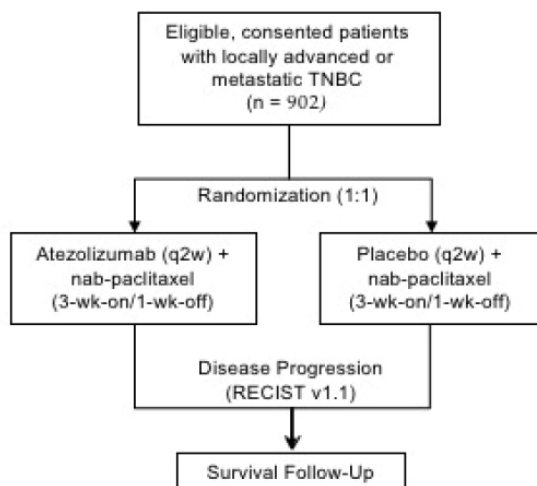 Eligible, consented patients
with locally advanced or
metastatic TNBC
(n = 902)
Randomization (1:1)
Atezolizumab (q2w) +
nab-paclitaxel
(3-wk-on/1-wk-off)
Placebo (q2w) +
nab-paclitaxel
(3-wk-on/1-wk-off)
Disease Progression
(RECIST v1.1)
Survival Follow-Up